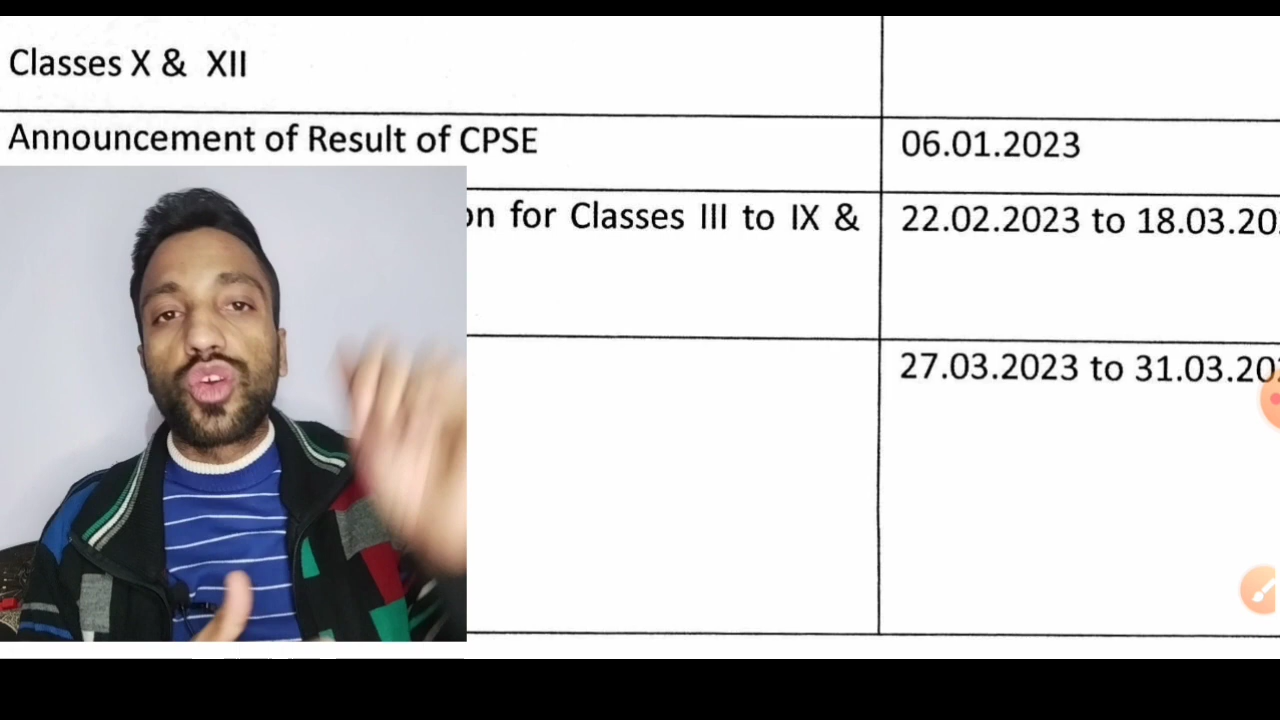 Classes X & XII
Announcement of Result of CPSE
06.01.2023
for Classes III to IX &
22.02.2023 to 18.03.20
27.03.2023 to 31.03.20